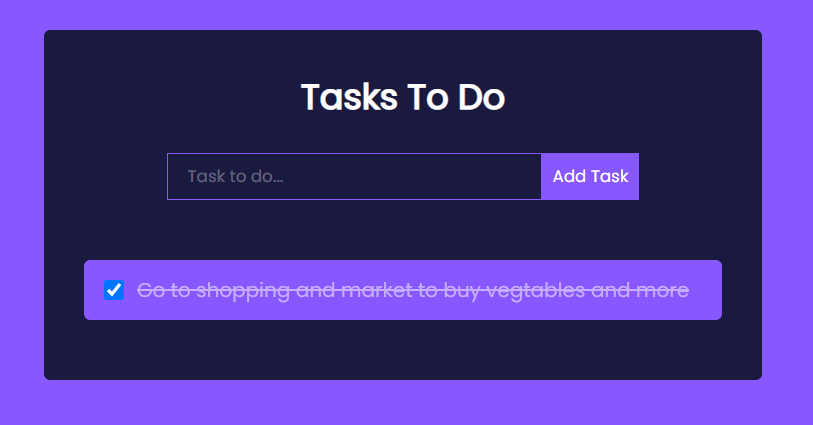 Tasks To Do
Task to do...
Add Task
Go to shopping and market to buy vegtables and more